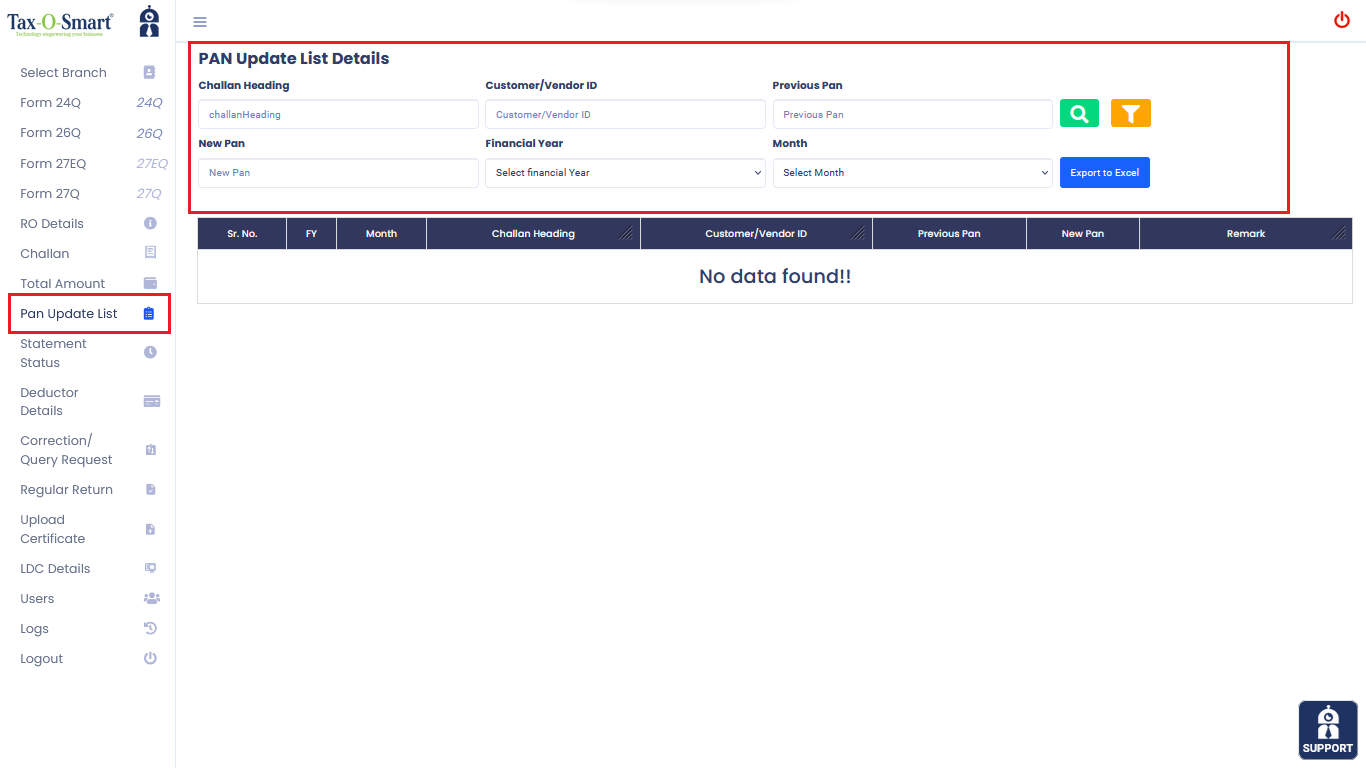 Tax-O-Smart®
Technology empowering your business
Select Branch
Form 24Q 24Q
Form 26Q 26Q
Form 27EQ 27EQ
Form 27Q 27Q
RO Details
Challan
Total Amount
Pan Update List
Statement
Status
Deductor
Details
Correction/
Query Request
Regular Return
Upload
Certificate
LDC Details
Users
Logs
Logout
PAN Update List Details
Challan Heading Customer/Vendor ID Previous Pan
challanHeading Customer/Vendor ID Previous Pan
New Pan Financial Year Month
New Pan Select financial Year Select Month Export to Excel
Sr. No. FY Month Challan Heading Customer/Vendor ID Previous Pan New Pan Remark
No data found!!
SUPPORT